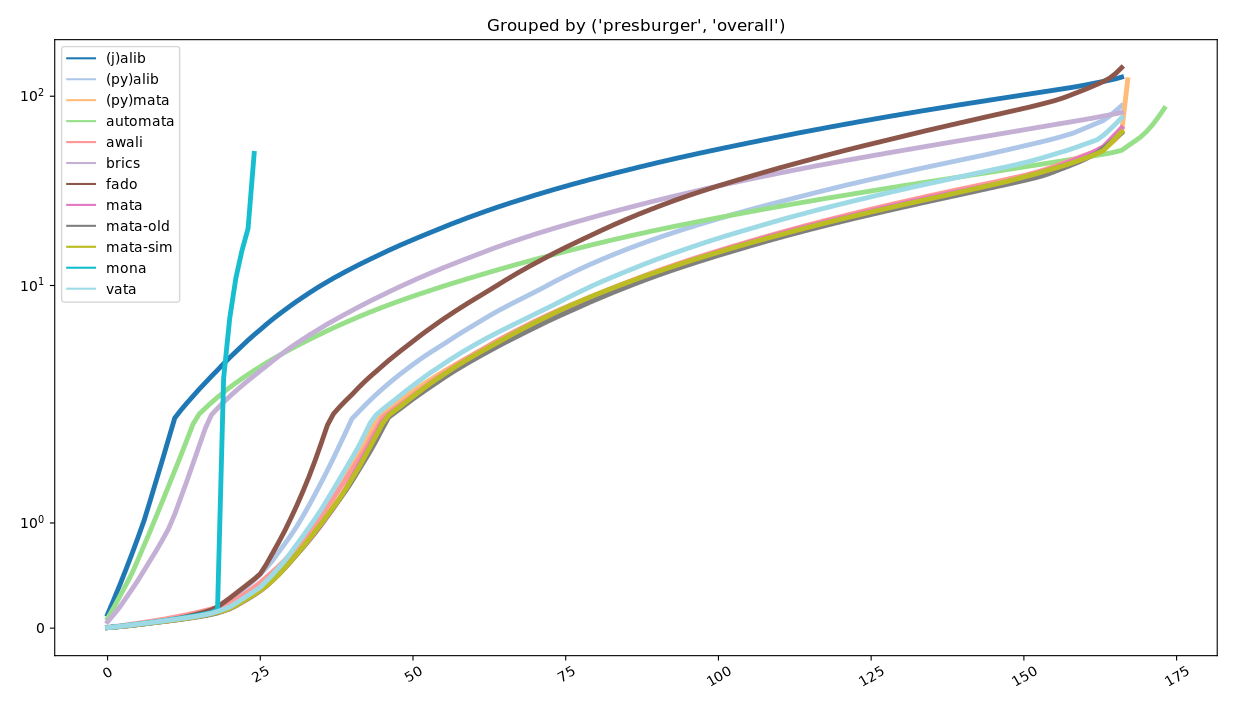 Grouped by ('presburger', 'overall')
(j)alib
(py)alib
(py)mata
automata
awali
brics
fado
mata
mata-old
mata-sim
mona
vata
10²
10¹
10⁰
0
0
25
50
75
100
125
150
175